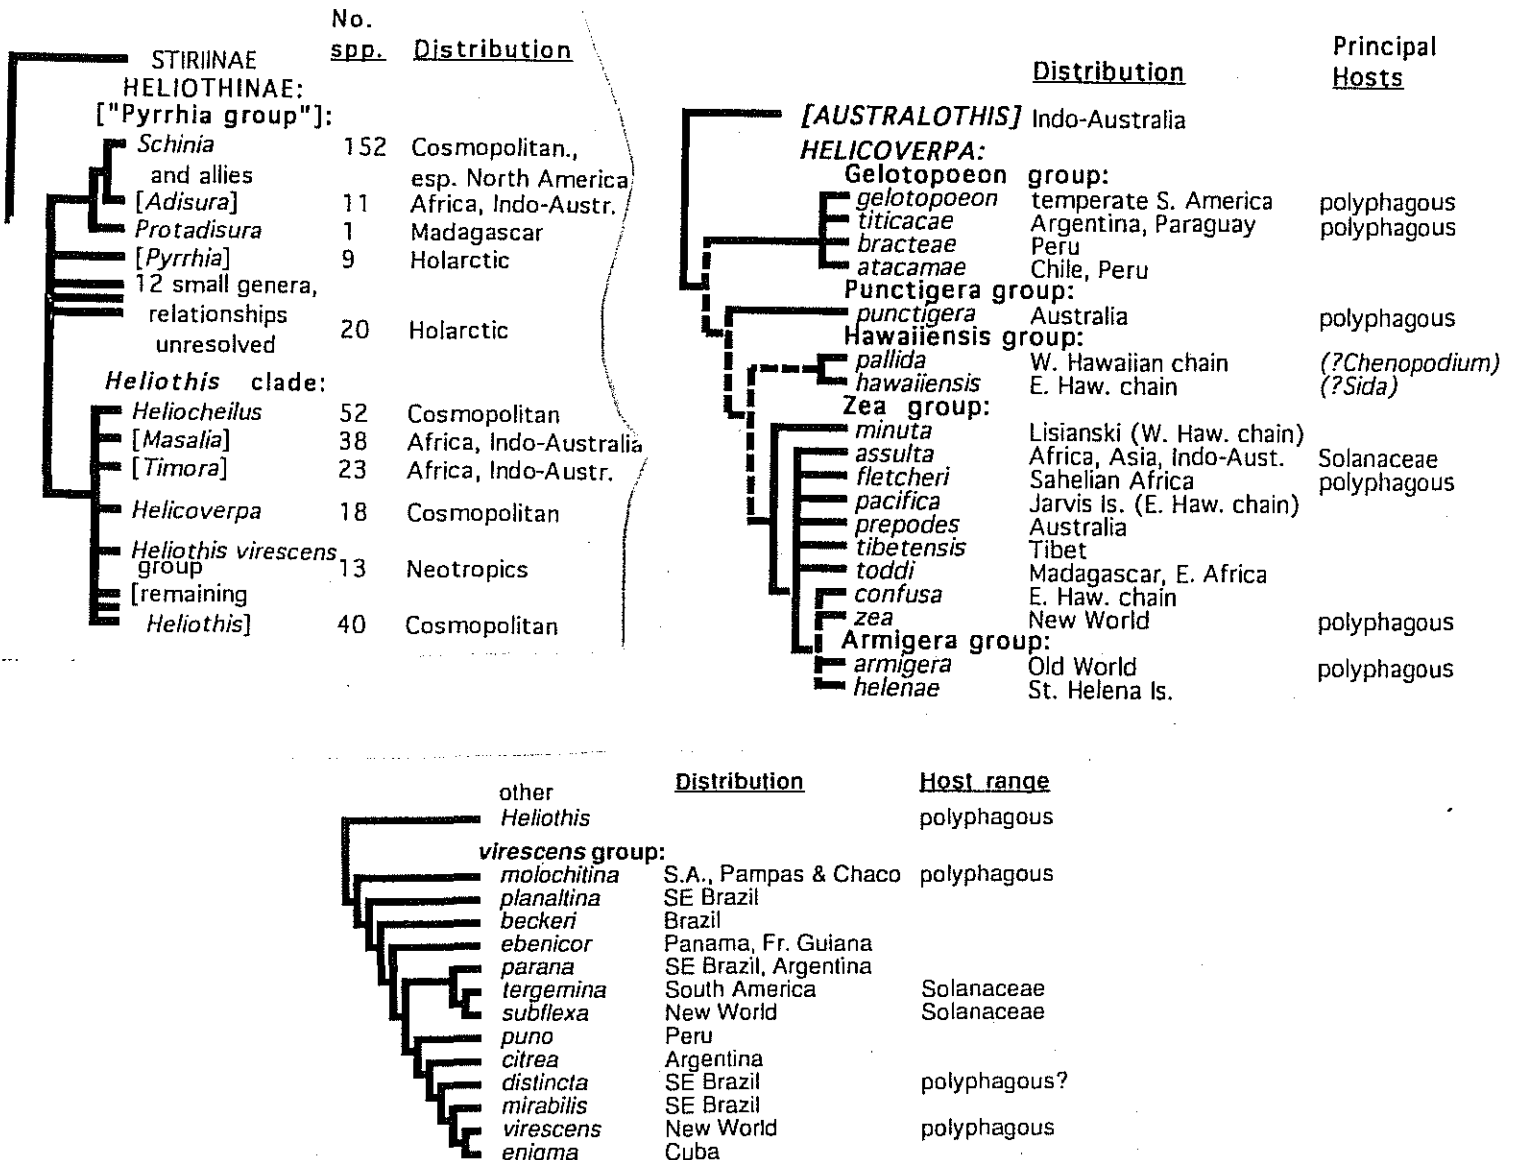 No.
spp. Distribution
STIRIINAE
HELIOTHINAE:
["Pyrrhia group"]:
Schinia 152 Cosmopolitan.,
and allies esp. North America
[Adisura] 11 Africa, Indo-Austr.
Protadisura 1 Madagascar
[Pyrrhia] 9 Holarctic
12 small genera,
relationships 20 Holarctic
unresolved
Heliothis clade:
Heliocheilus 52 Cosmopolitan
[Masalia] 38 Africa, Indo-Australia
[Timora] 23 Africa, Indo-Austr.
Helicoverpa 18 Cosmopolitan
Heliothis virescens
group 13 Neotropics
[remaining
Heliothis] 40 Cosmopolitan
Principal
Distribution Hosts
[AUSTRALOTHIS] Indo-Australia
HELICOVERPA:
Gelotopoeon group:
gelotopoeon temperate S. America polyphagous
titicacae Argentina, Paraguay polyphagous
bracteae Peru
atacamae Chile, Peru
Punctigera group:
punctigera Australia polyphagous
Hawaiiensis group:
pallida W. Hawaiian chain (?Chenopodium)
hawaiiensis E. Haw. chain (?Sida)
Zea group:
minuta Lisianski (W. Haw. chain)
assulta Africa, Asia, Indo-Aust. Solanaceae
fletcheri Sahelian Africa polyphagous
pacifica Jarvis Is. (E. Haw. chain)
prepodes Australia
tibetensis Tibet
toddi Madagascar, E. Africa
confusa E. Haw. chain
zea New World polyphagous
Armigera group:
armigera Old World polyphagous
helenae St. Helena Is.
Distribution Host range
other
Heliothis polyphagous
virescens group:
molochitina S.A., Pampas & Chaco polyphagous
planaltina SE Brazil
beckeri Brazil
ebenicor Panama, Fr. Guiana
parana SE Brazil, Argentina
tergemina South America Solanaceae
subflexa New World Solanaceae
puno Peru
citrea Argentina
distincta SE Brazil polyphagous?
mirabilis SE Brazil
virescens New World polyphagous
enigma Cuba